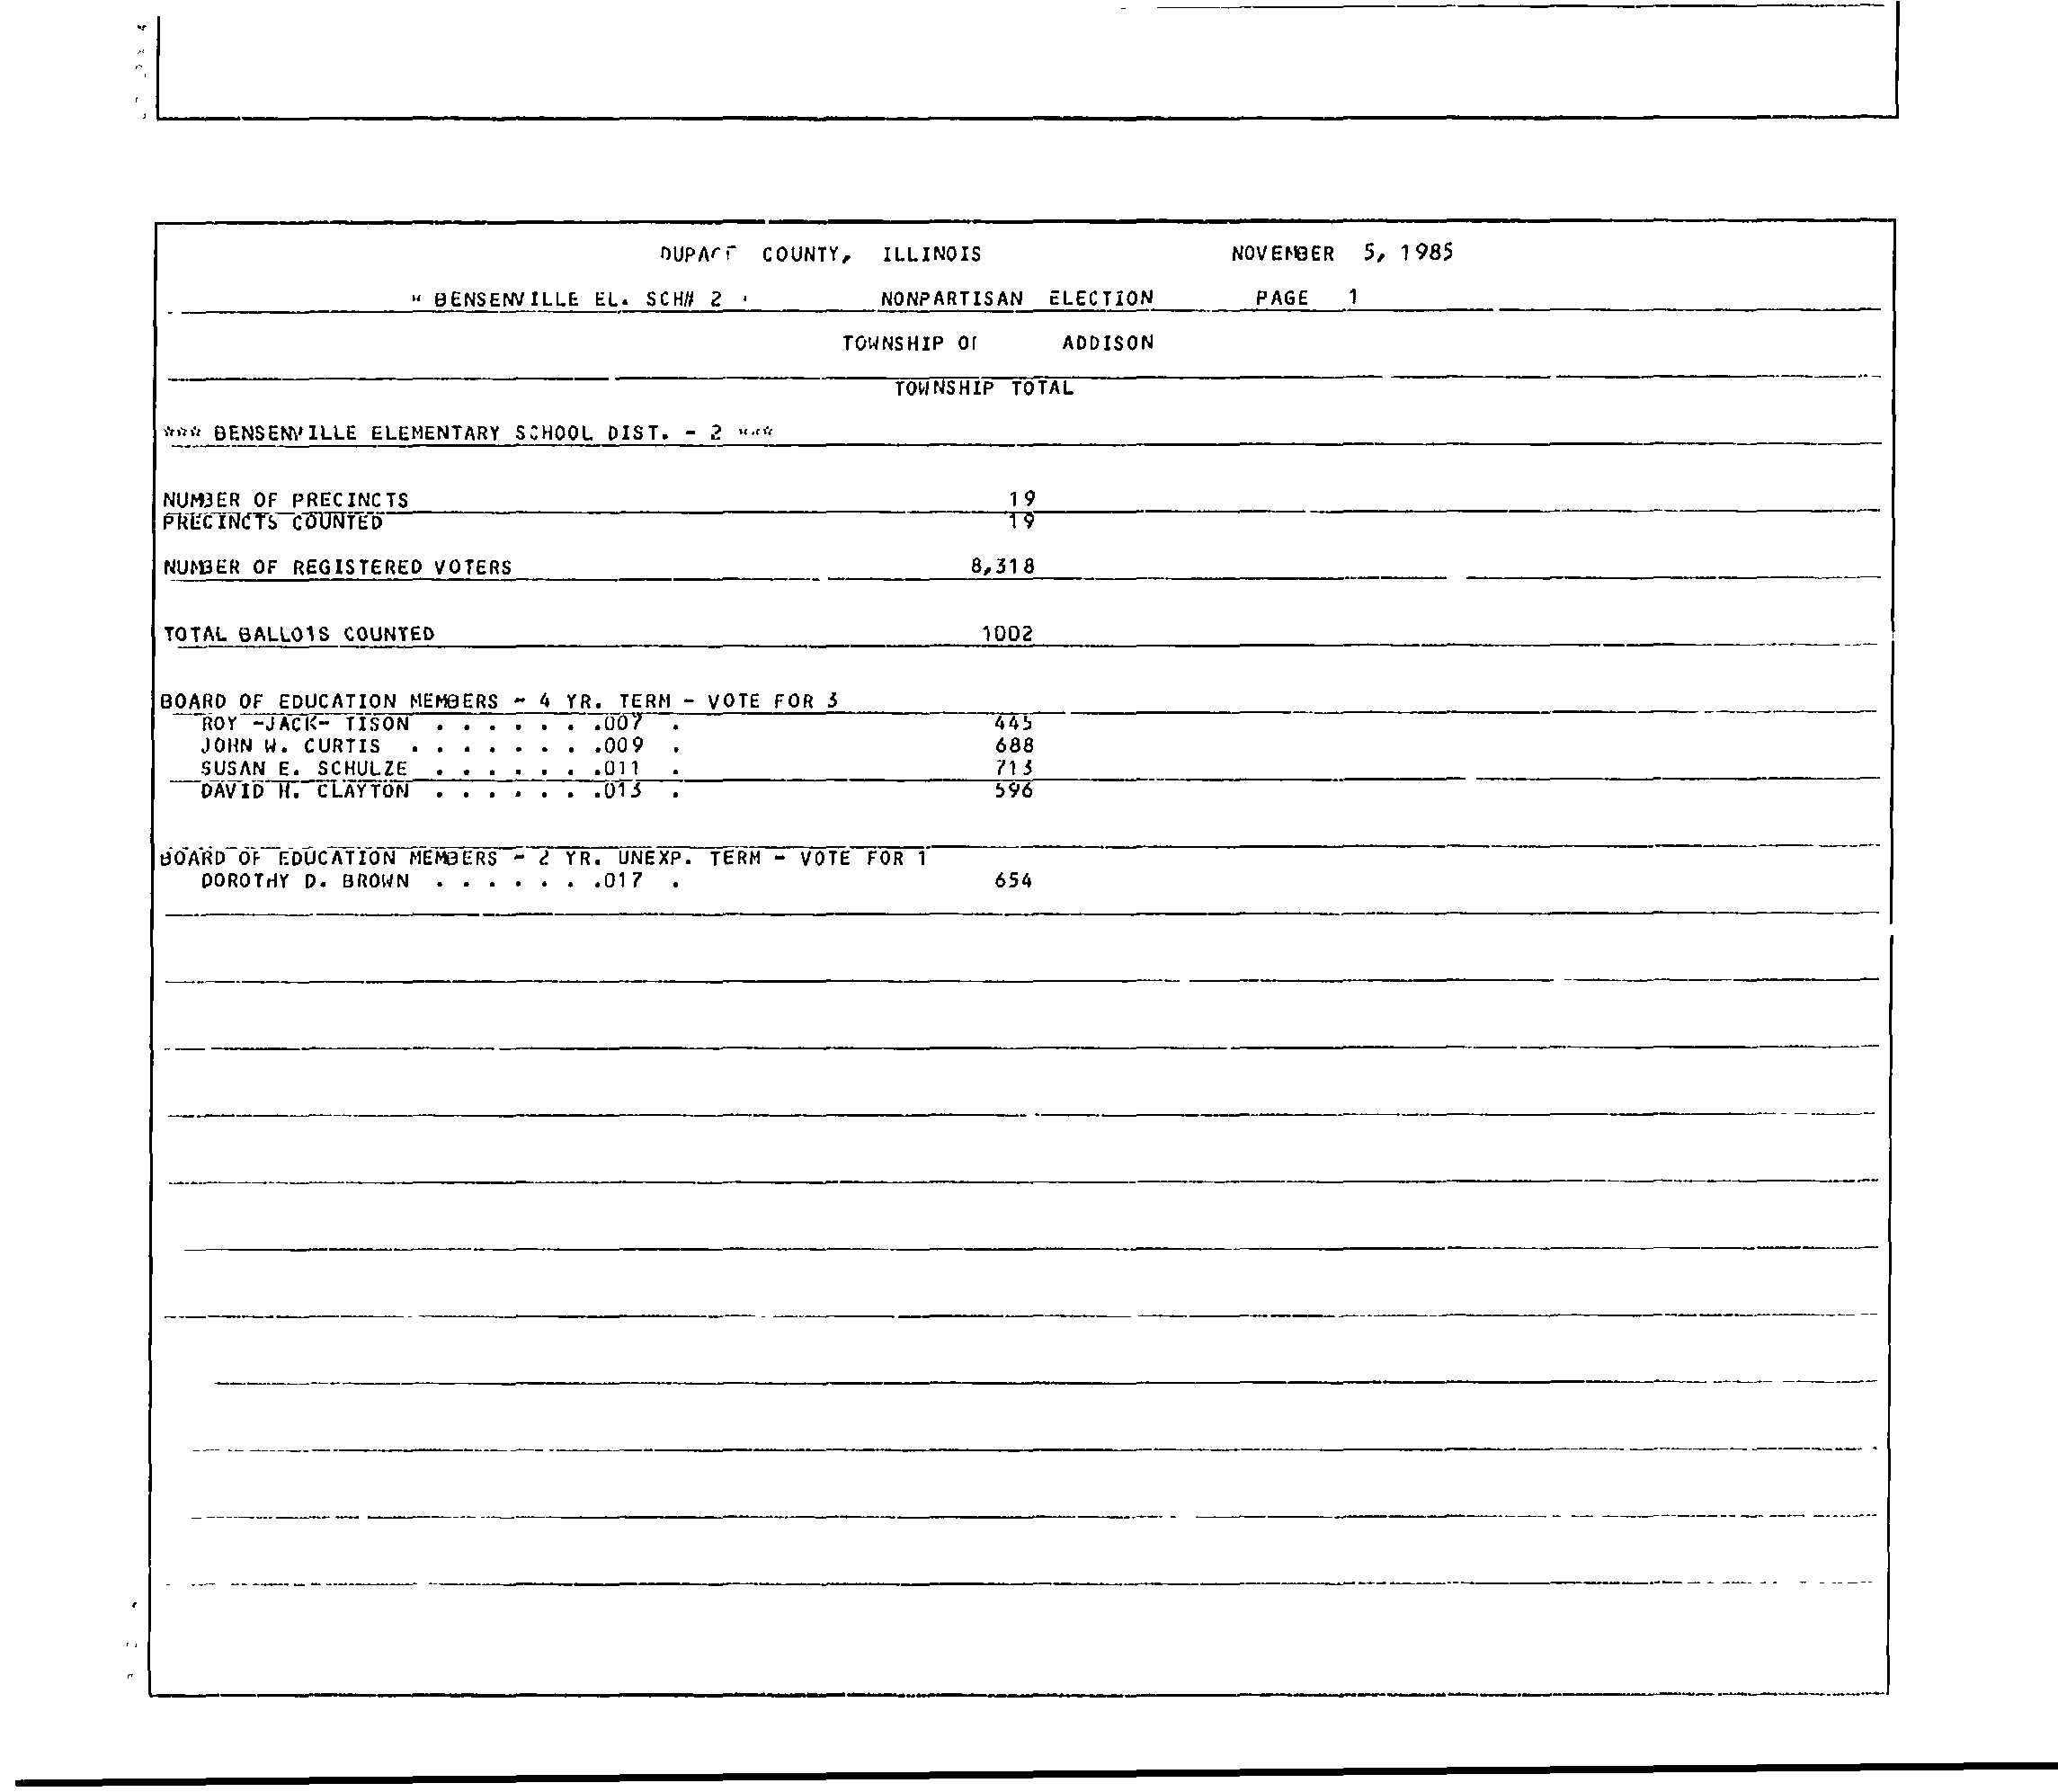 DUPAGE COUNTY, ILLINOIS NOVEMBER 5, 1985
" BENSENVILLE EL. SCH# 2 " NONPARTISAN ELECTION PAGE 1
TOWNSHIP OF ADDISON
TOWNSHIP TOTAL
*** BENSENVILLE ELEMENTARY SCHOOL DIST. - 2 ***
NUMBER OF PRECINCTS 19
PRECINCTS COUNTED 19
NUMBER OF REGISTERED VOTERS 8,318
TOTAL BALLOTS COUNTED 1002
BOARD OF EDUCATION MEMBERS - 4 YR. TERM - VOTE FOR 3
ROY -JACK- TISON . . . . . . .007 . 445
JOHN W. CURTIS . . . . . . . .009 . 688
SUSAN E. SCHULZE . . . . . . .011 . 713
DAVID H. CLAYTON . . . . . . .013 . 596
BOARD OF EDUCATION MEMBERS - 2 YR. UNEXP. TERM - VOTE FOR 1
DOROTHY D. BROWN . . . . . . .017 . 654